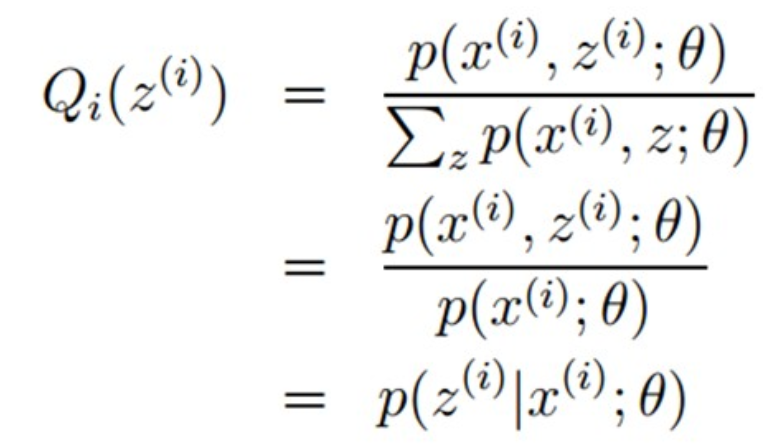 Q_i(z^{(i)}) = \frac{p(x^{(i)}, z^{(i)}; \theta)}{\sum_z p(x^{(i)}, z; \theta)}
= \frac{p(x^{(i)}, z^{(i)}; \theta)}{p(x^{(i)}; \theta)}
= p(z^{(i)}|x^{(i)}; \theta)